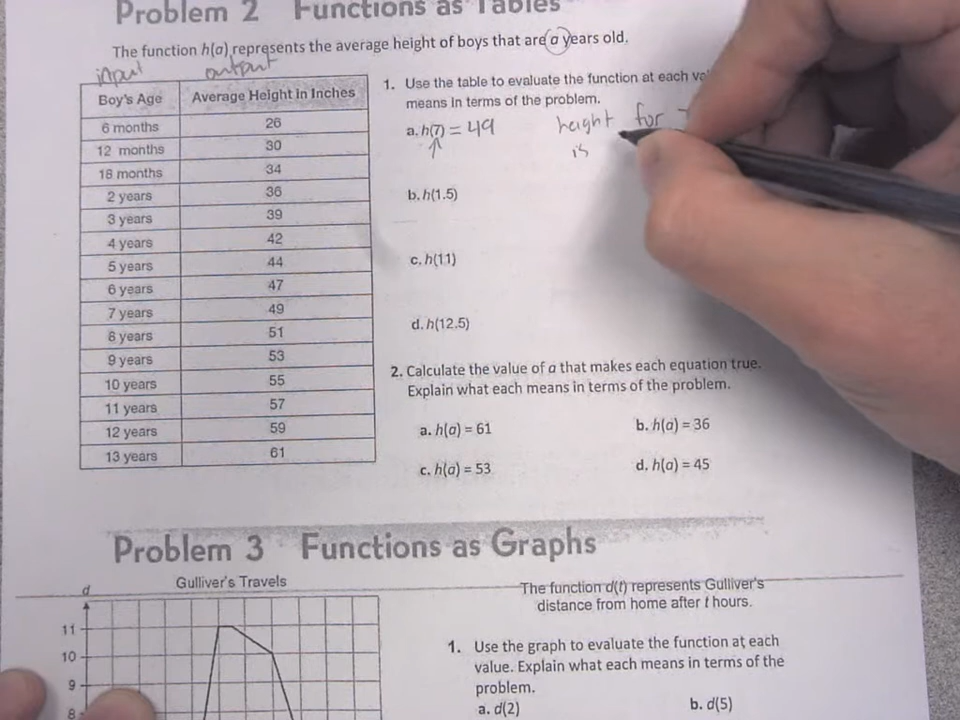 Problem 2 Functions as Tables
The function h(a) represents the average height of boys that are a years old.
input output
Boy's Age Average Height in Inches
6 months 26
12 months 30
18 months 34
2 years 36
3 years 39
4 years 42
5 years 44
6 years 47
7 years 49
8 years 51
9 years 53
10 years 55
11 years 57
12 years 59
13 years 61
1. Use the table to evaluate the function at each
means in terms of the problem.
a. h(7) = 49 height for
is
b. h(1.5)
c. h(11)
d. h(12.5)
2. Calculate the value of a that makes each equation true.
Explain what each means in terms of the problem.
a. h(a) = 61 b. h(a) = 36
c. h(a) = 53 d. h(a) = 45
Problem 3 Functions as Graphs
Gulliver's Travels
d
11
10
9
8
The function d(t) represents Gulliver's
distance from home after t hours.
1. Use the graph to evaluate the function at each
value. Explain what each means in terms of the
problem.
a. d(2) b. d(5)